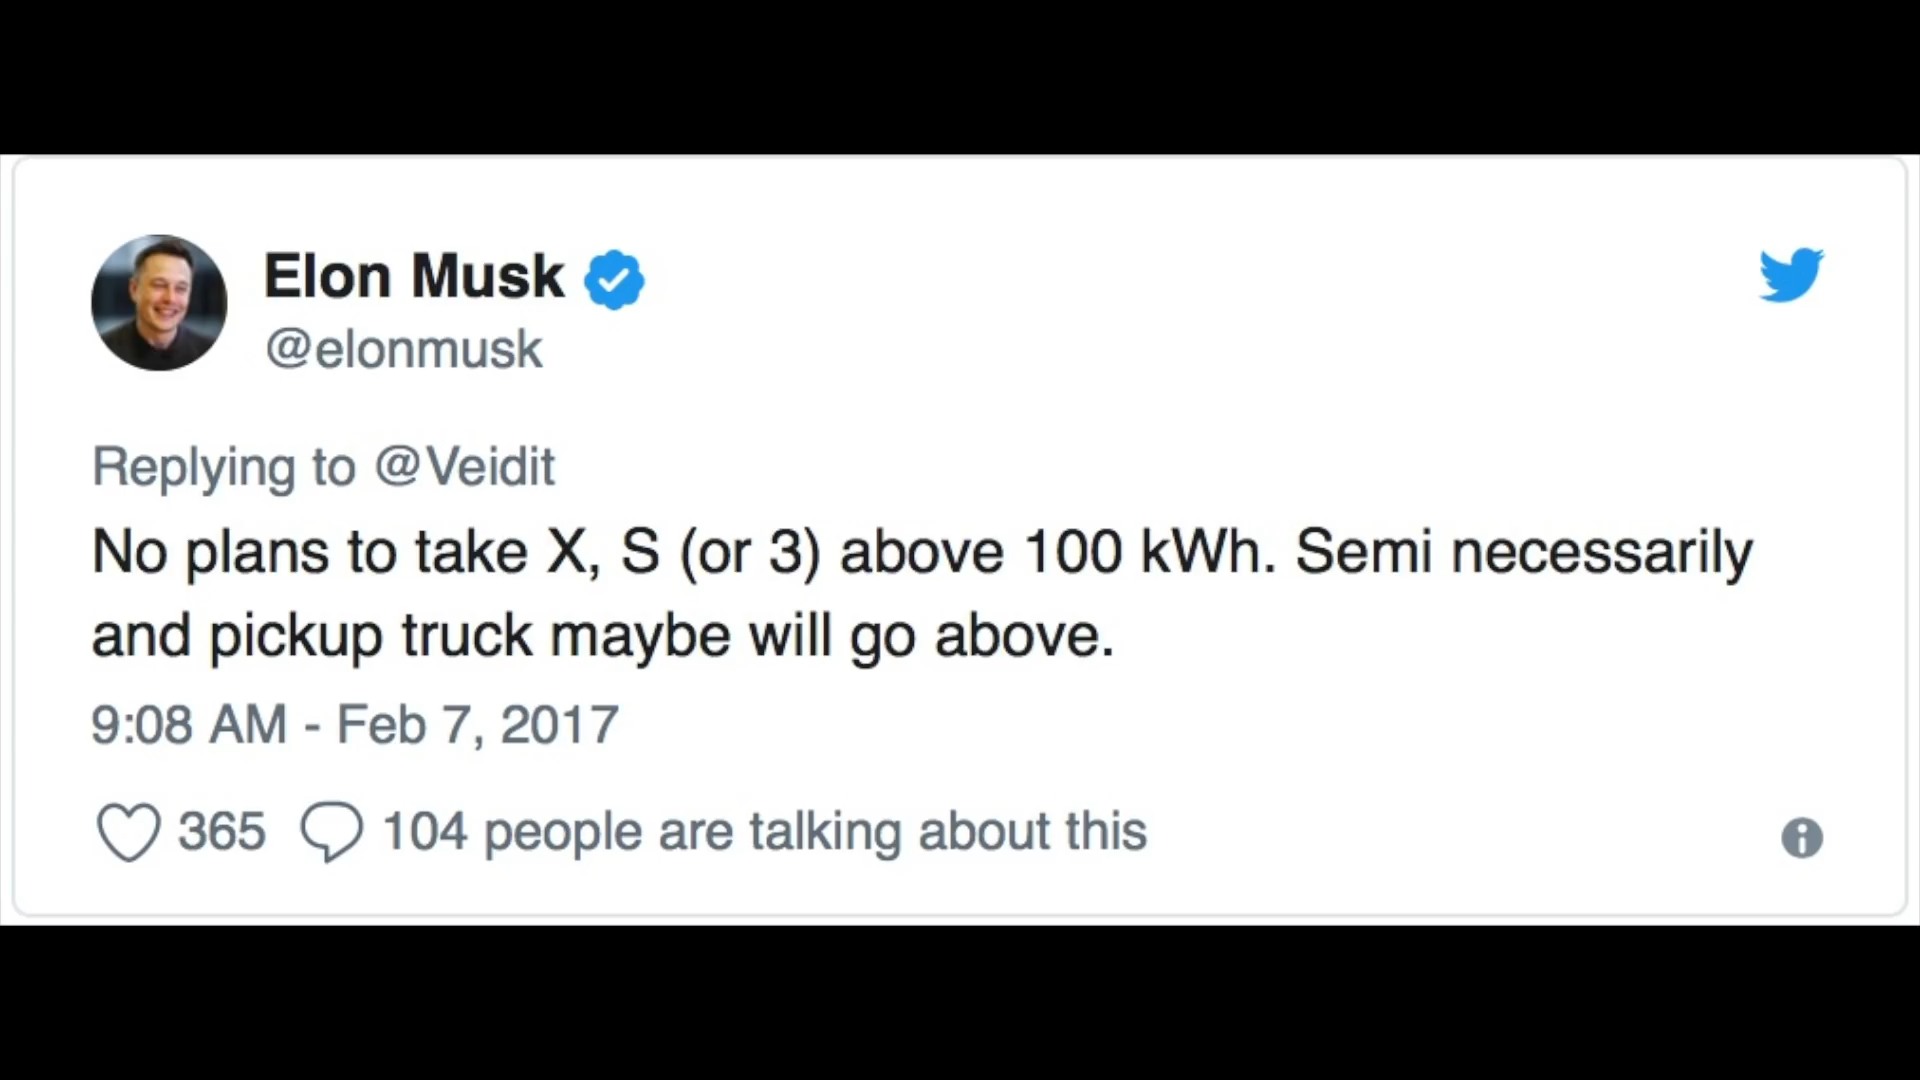 Elon Musk
@elonmusk
Replying to @Veidit
No plans to take X, S (or 3) above 100 kWh. Semi necessarily
and pickup truck maybe will go above.
9:08 AM - Feb 7, 2017
365 104 people are talking about this